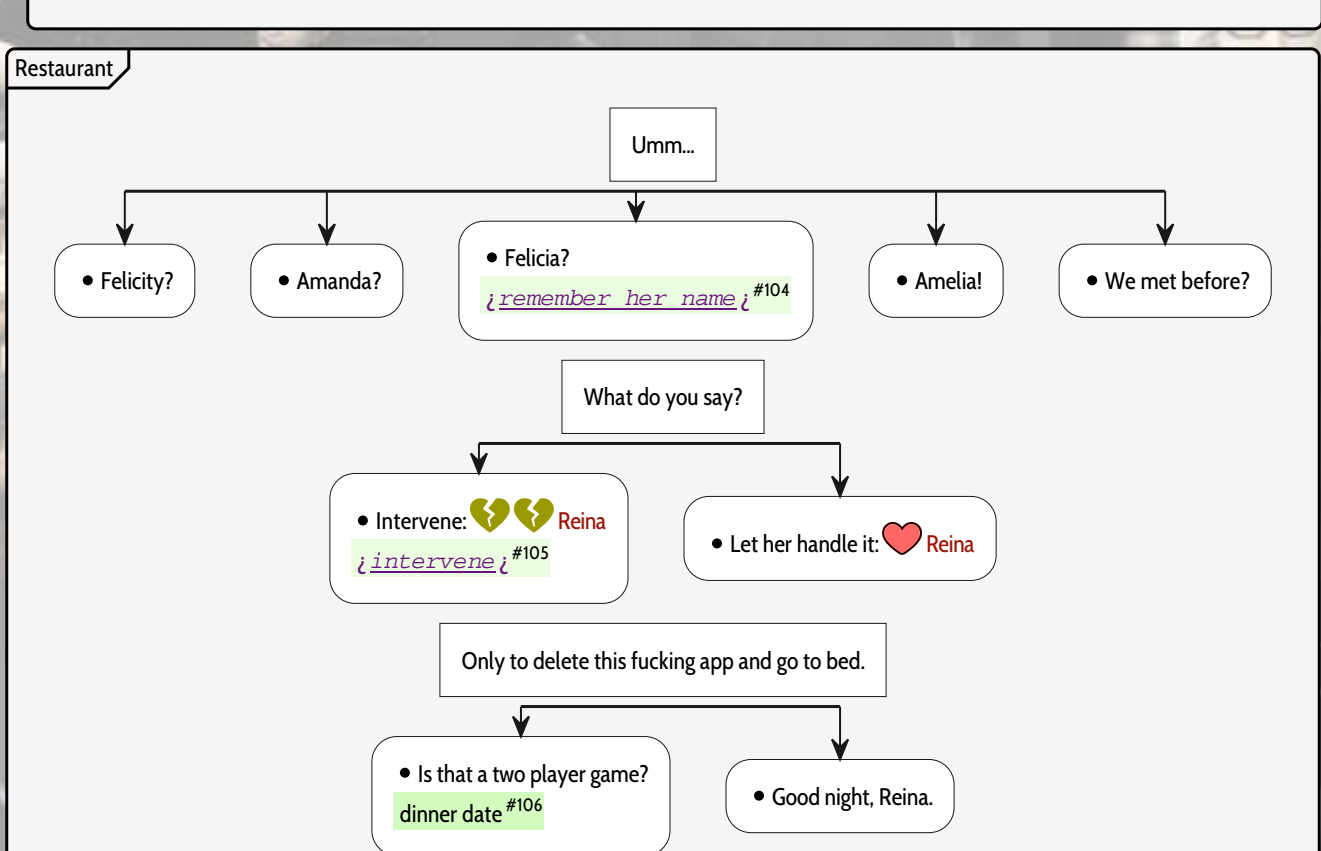 Restaurant
Umm...
• Felicity?
• Amanda?
• Felicia?
¿remember her name¿ #104
• Amelia!
• We met before?
What do you say?
• Intervene: Reina
¿intervene¿ #105
• Let her handle it: Reina
Only to delete this fucking app and go to bed.
• Is that a two player game?
dinner date #106
• Good night, Reina.